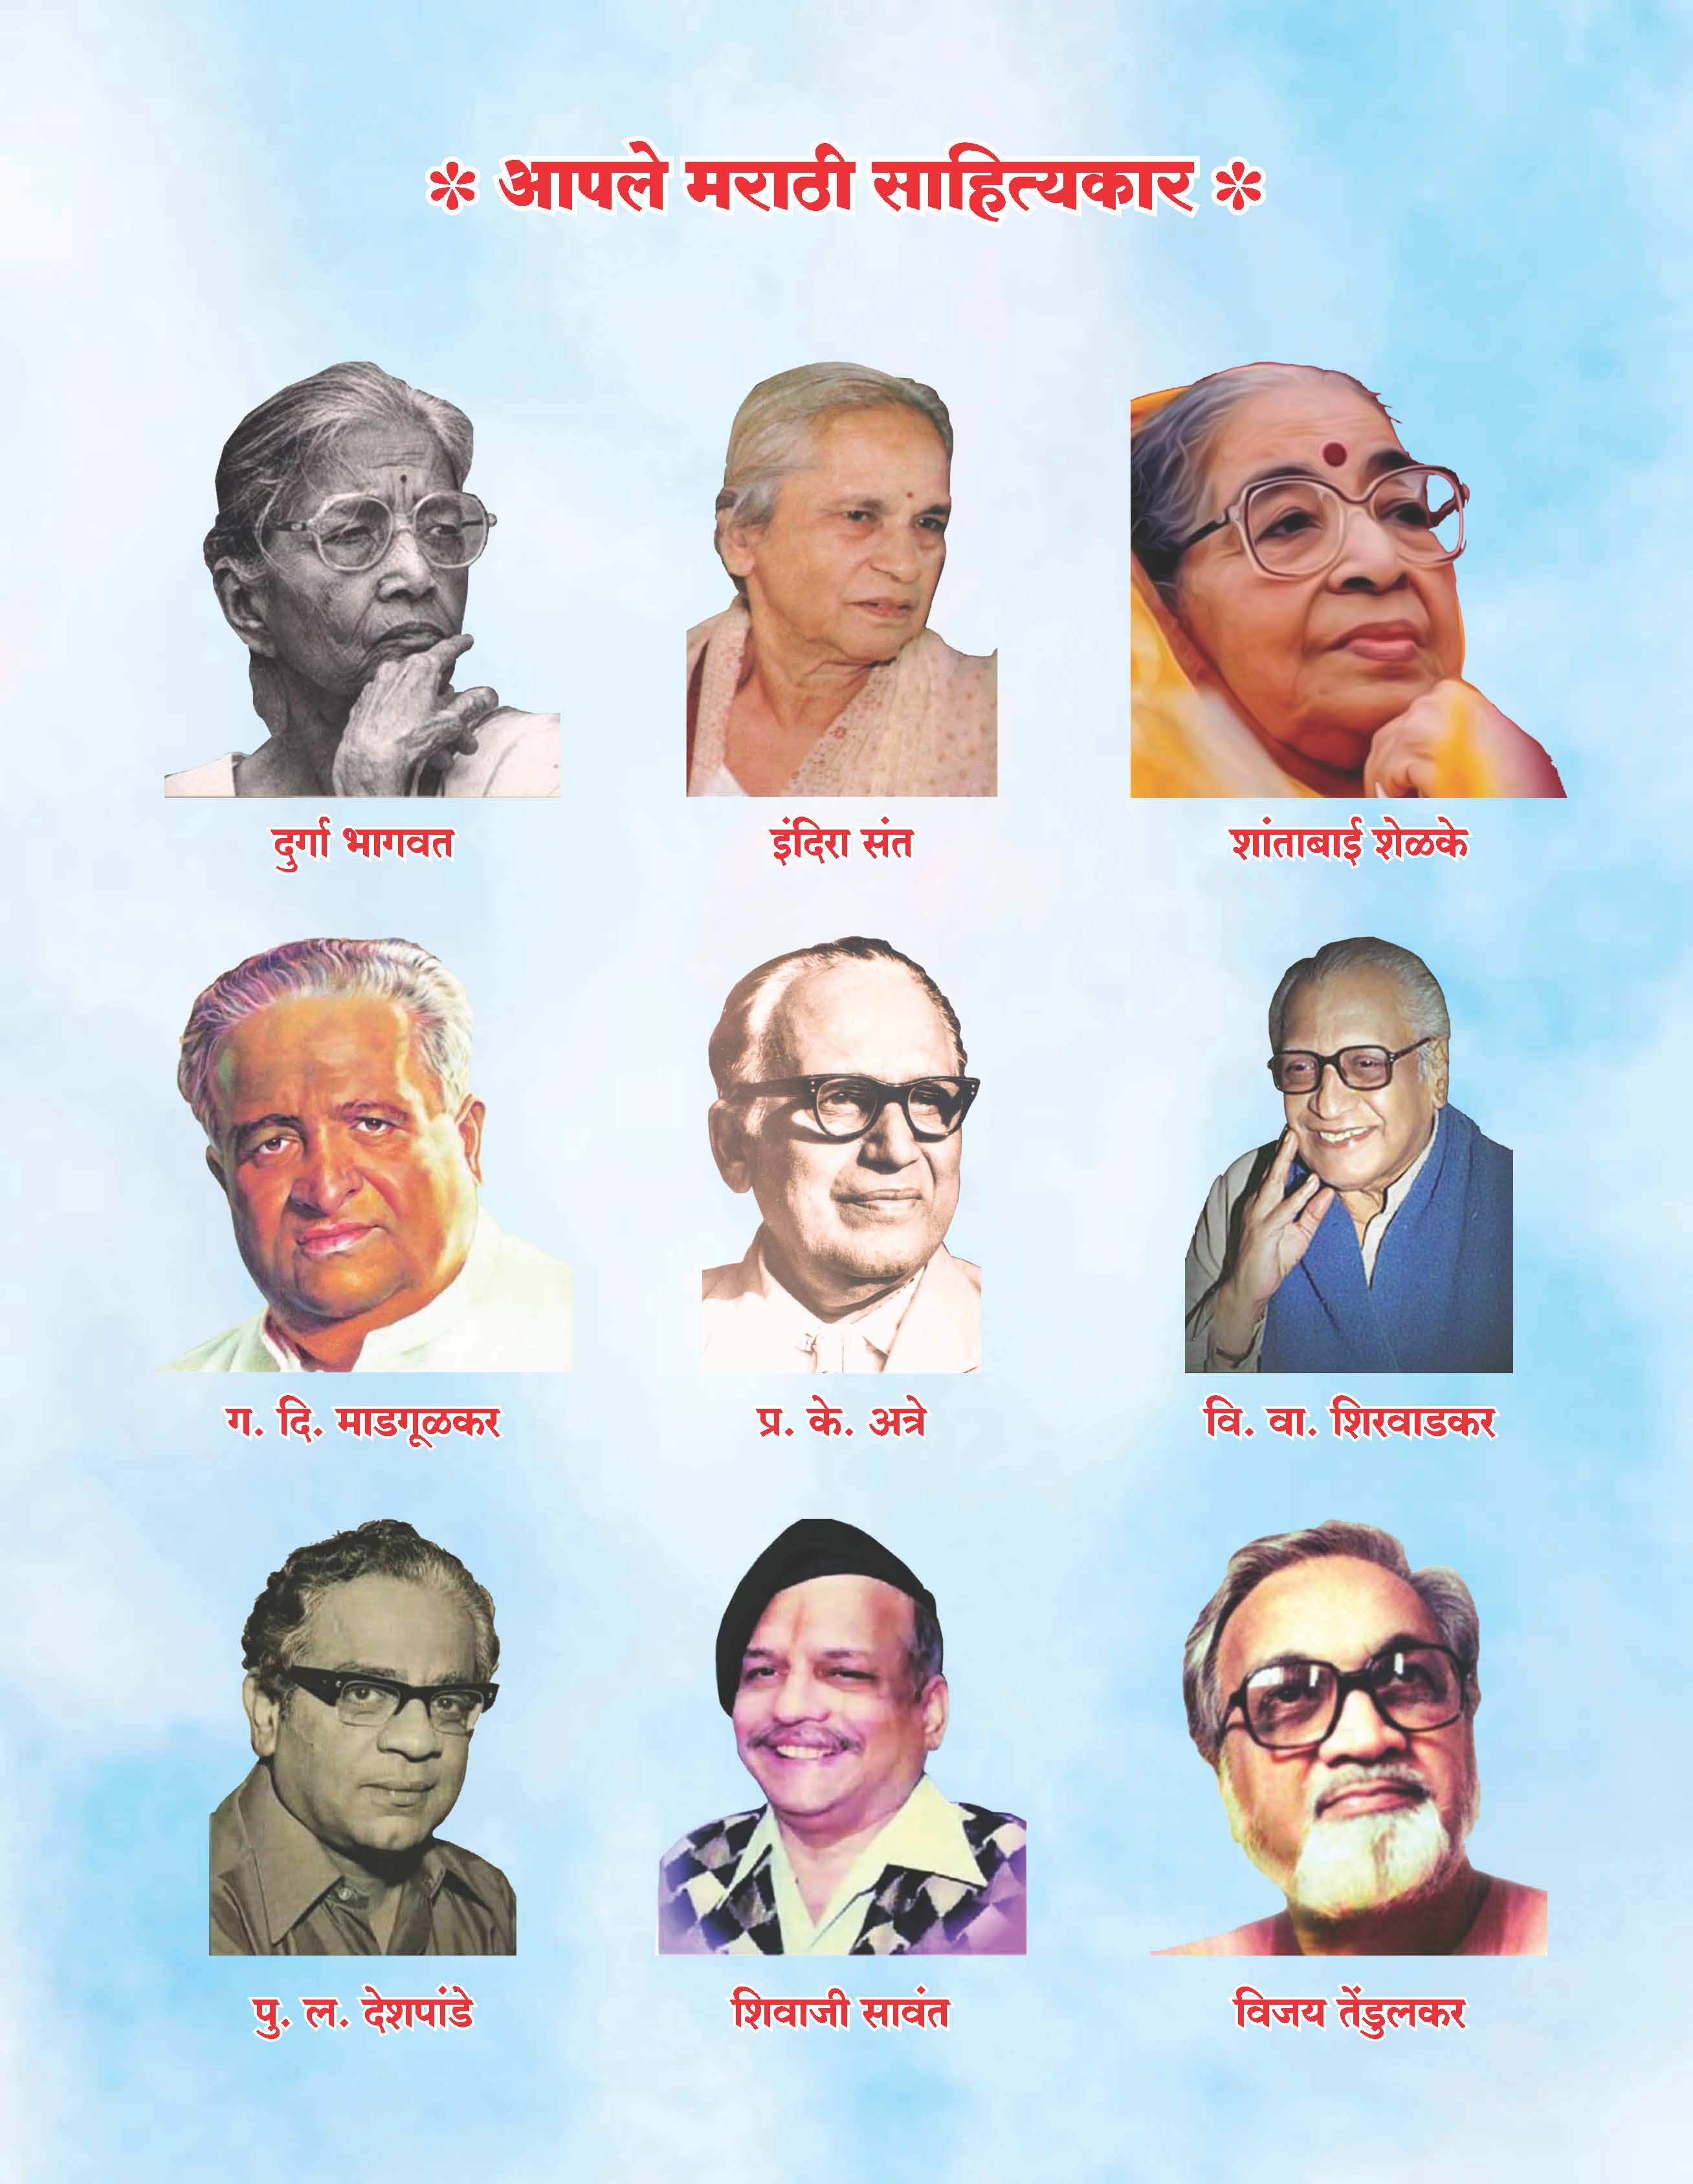 * आपले मराठी साहित्यकार *
दुर्गा भागवत
इंदिरा संत
शांताबाई शेळके
ग. दि. माडगूळकर
प्र. के. अत्रे
वि. वा. शिरवाडकर
पु. ल. देशपांडे
शिवाजी सावंत
विजय तेंडुलकर